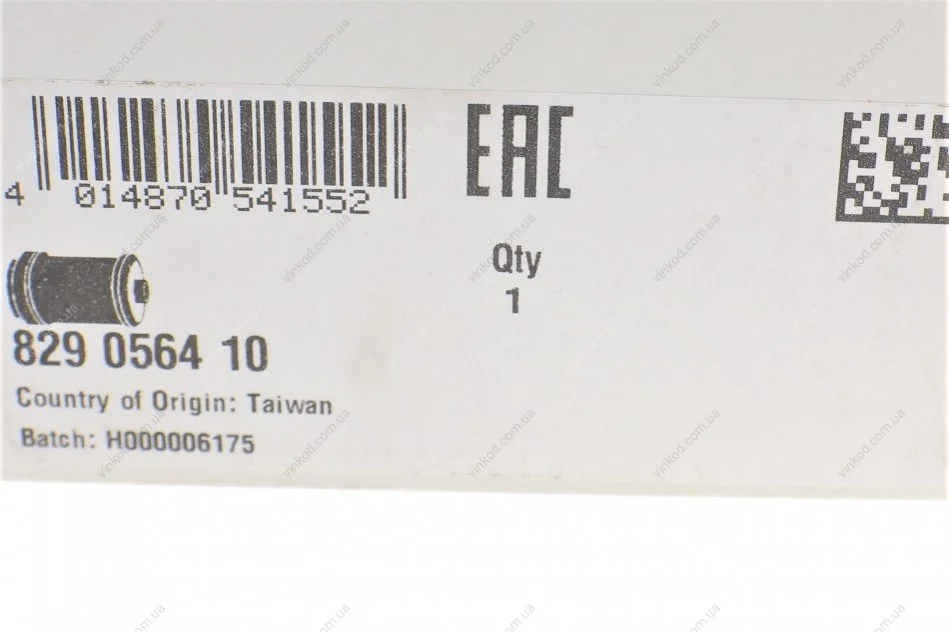 4 014870 541552
EAC
Qty
1
829 0564 10
Country of Origin: Taiwan
Batch: H000006175
vinkod.com.ua